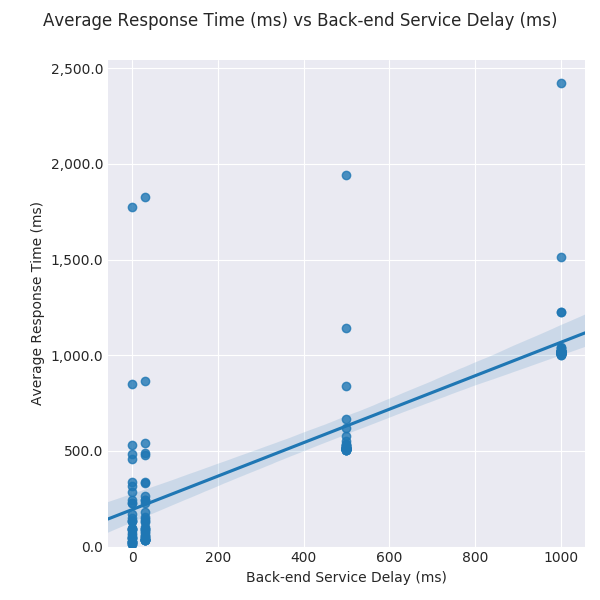 Average Response Time (ms) vs Back-end Service Delay (ms)
2,500.0
2,000.0
1,500.0
1,000.0
500.0
0.0
Average Response Time (ms)
0 200 400 600 800 1000
Back-end Service Delay (ms)